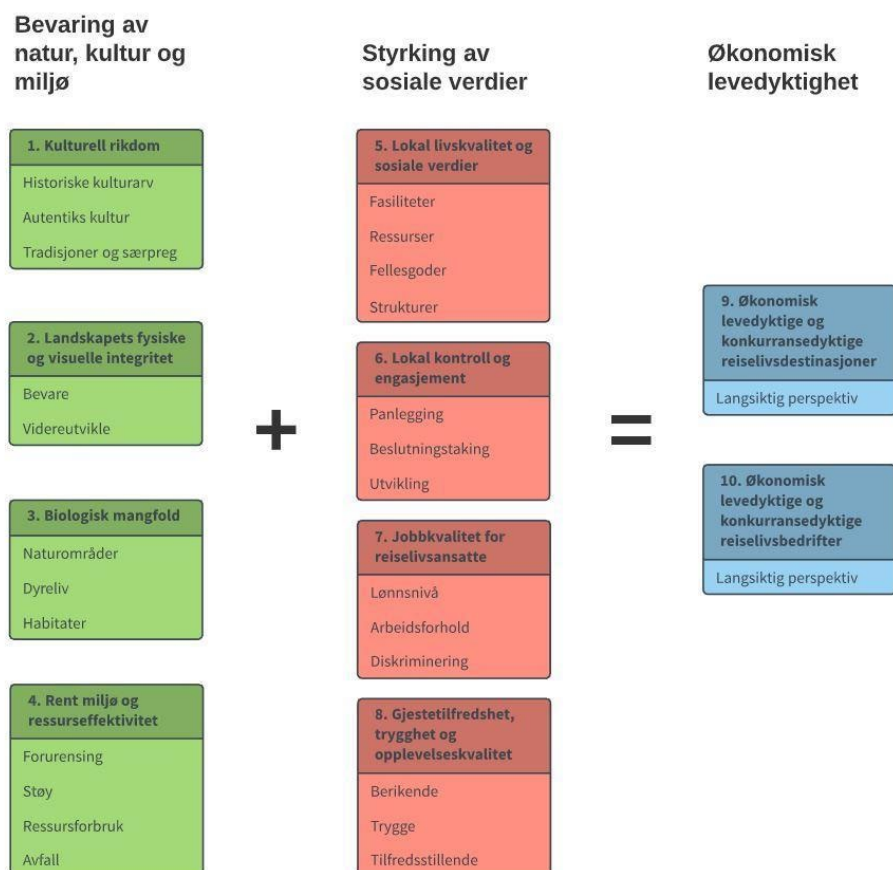 Bevaring av
natur, kultur og
miljø
1. Kulturell rikdom
Historiske kulturarv
Autentiks kultur
Tradisjoner og særpreg
2. Landskapets fysiske
og visuelle integritet
Bevare
Videreutvikle
3. Biologisk mangfold
Naturområder
Dyreliv
Habitater
4. Rent miljø og
ressurseffektivitet
Forurensing
Støy
Ressursforbruk
Avfall
+
Styrking av
sosiale verdier
5. Lokal livskvalitet og
sosiale verdier
Fasiliteter
Ressurser
Fellesgoder
Strukturer
6. Lokal kontroll og
engasjement
Panlegging
Beslutningstaking
Utvikling
7. Jobbkvalitet for
reiselivsansatte
Lønnsnivå
Arbeidsforhold
Diskriminering
8. Gjestetilfredshet,
trygghet og
opplevelseskvalitet
Berikende
Trygge
Tilfredsstillende
=
Økonomisk
levedyktighet
9. Økonomisk
levedyktige og
konkurransedyktige
reiselivsdestinasjoner
Langsiktig perspektiv
10. Økonomisk
levedyktige og
konkurransedyktige
reiselivsbedrifter
Langsiktig perspektiv